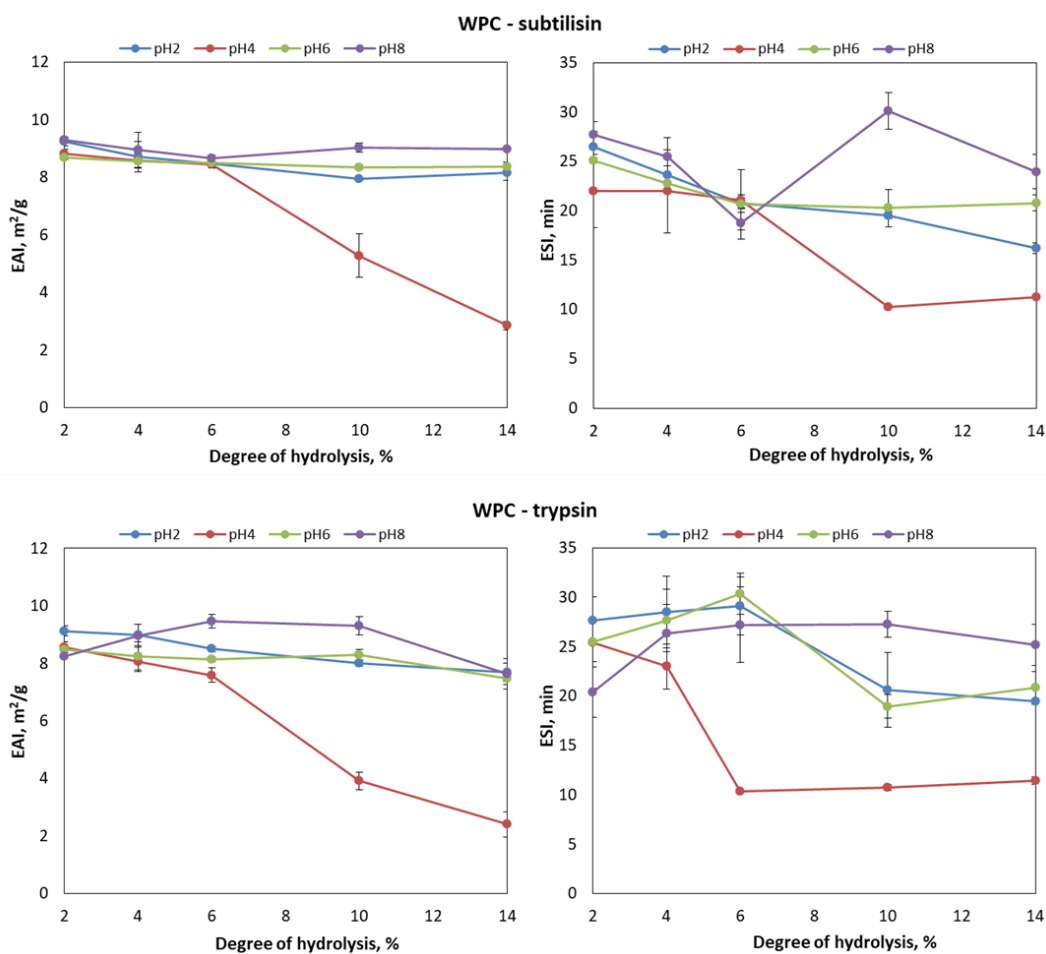 WPC - subtilisin
pH2 pH4 pH6 pH8
12
10
8
6
4
2
0
EAI, m²/g
2 4 6 8 10 12 14
Degree of hydrolysis, %
pH2 pH4 pH6 pH8
35
30
25
20
15
10
5
0
ESI, min
2 4 6 8 10 12 14
Degree of hydrolysis, %
WPC - trypsin
pH2 pH4 pH6 pH8
12
10
8
6
4
2
0
EAI, m²/g
2 4 6 8 10 12 14
Degree of hydrolysis, %
pH2 pH4 pH6 pH8
35
30
25
20
15
10
5
0
ESI, min
2 4 6 8 10 12 14
Degree of hydrolysis, %